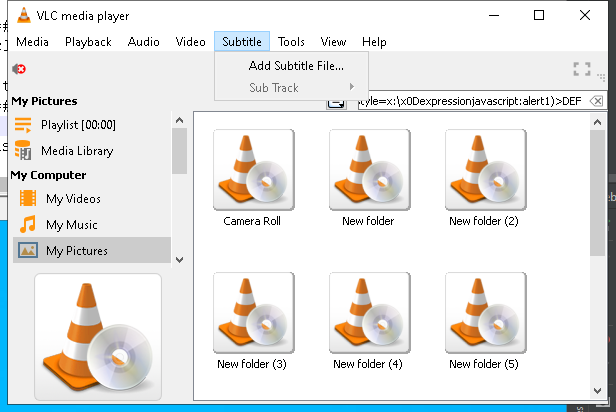 VLC media player
Media Playback Audio Video Subtitle Tools View Help
Add Subtitle File...
Sub Track
My Pictures
tyle=x:\x0Dexpressionjavascript:alert1)>DEF
Playlist [00:00]
Media Library
My Computer
My Videos
My Music
My Pictures
Camera Roll
New folder
New folder (2)
New folder (3)
New folder (4)
New folder (5)